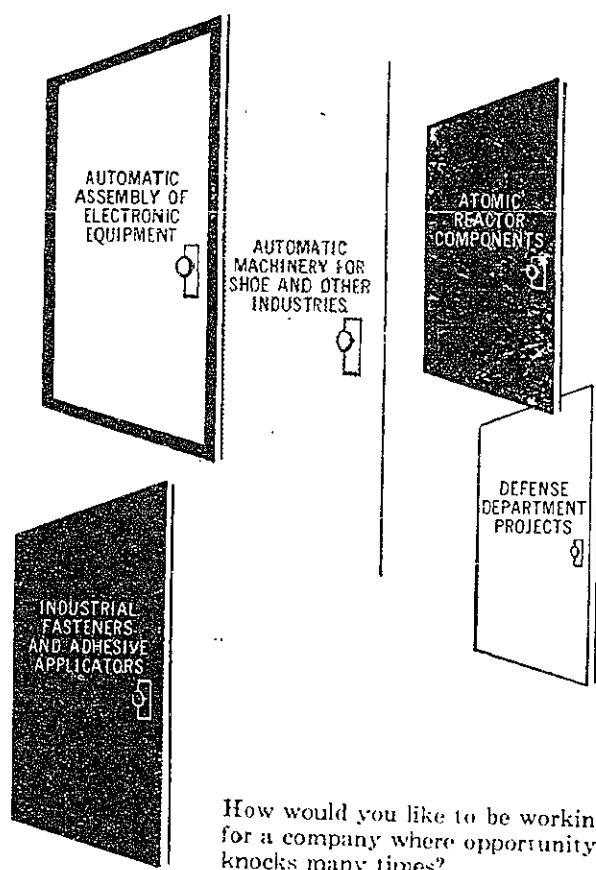 AUTOMATIC
ASSEMBLY OF
ELECTRONIC
EQUIPMENT
AUTOMATIC
MACHINERY FOR
SHOE AND OTHER
INDUSTRIES
ATOMIC
REACTOR
COMPONENTS
DEFENSE
DEPARTMENT
PROJECTS
INDUSTRIAL
FASTENERS
AND ADHESIVE
APPLICATORS
How would you like to be workin
for a company where opportunity
knocks many times?